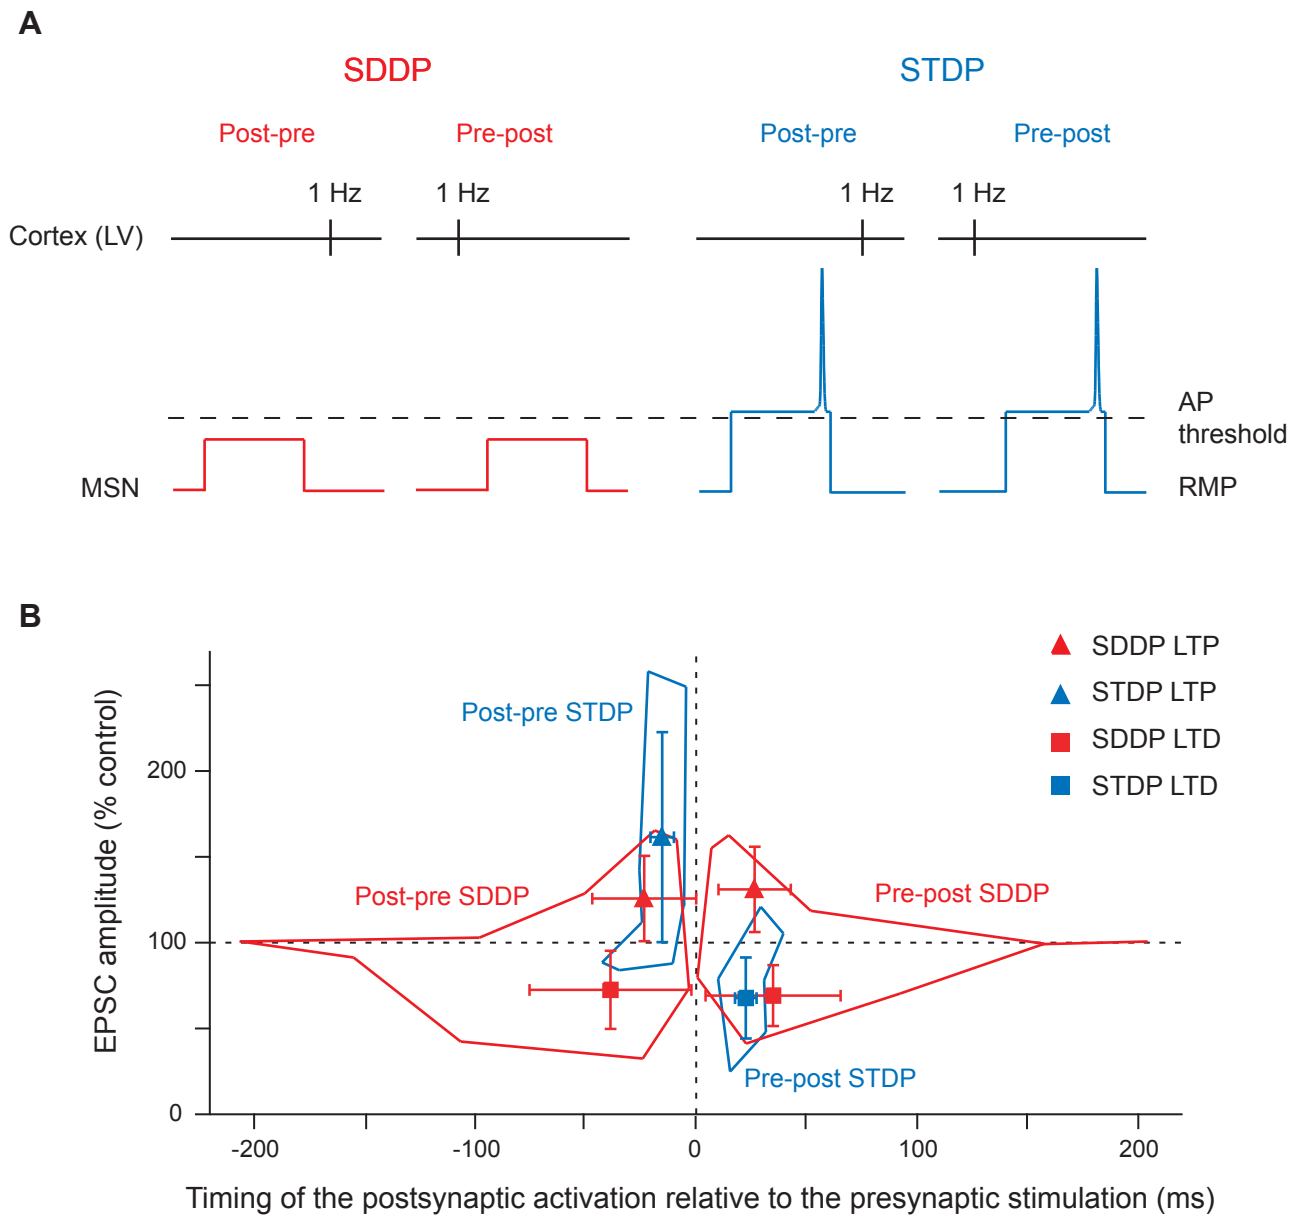 A
SDDP
STDP
Post-pre
Pre-post
Post-pre
Pre-post
1 Hz
1 Hz
1 Hz
1 Hz
Cortex (LV)
AP
threshold
MSN
RMP
B
SDDP LTP
STDP LTP
SDDP LTD
STDP LTD
EPSC amplitude (% control)
200
100
0
Post-pre STDP
Post-pre SDDP
Pre-post SDDP
Pre-post STDP
-200
-100
0
100
200
Timing of the postsynaptic activation relative to the presynaptic stimulation (ms)